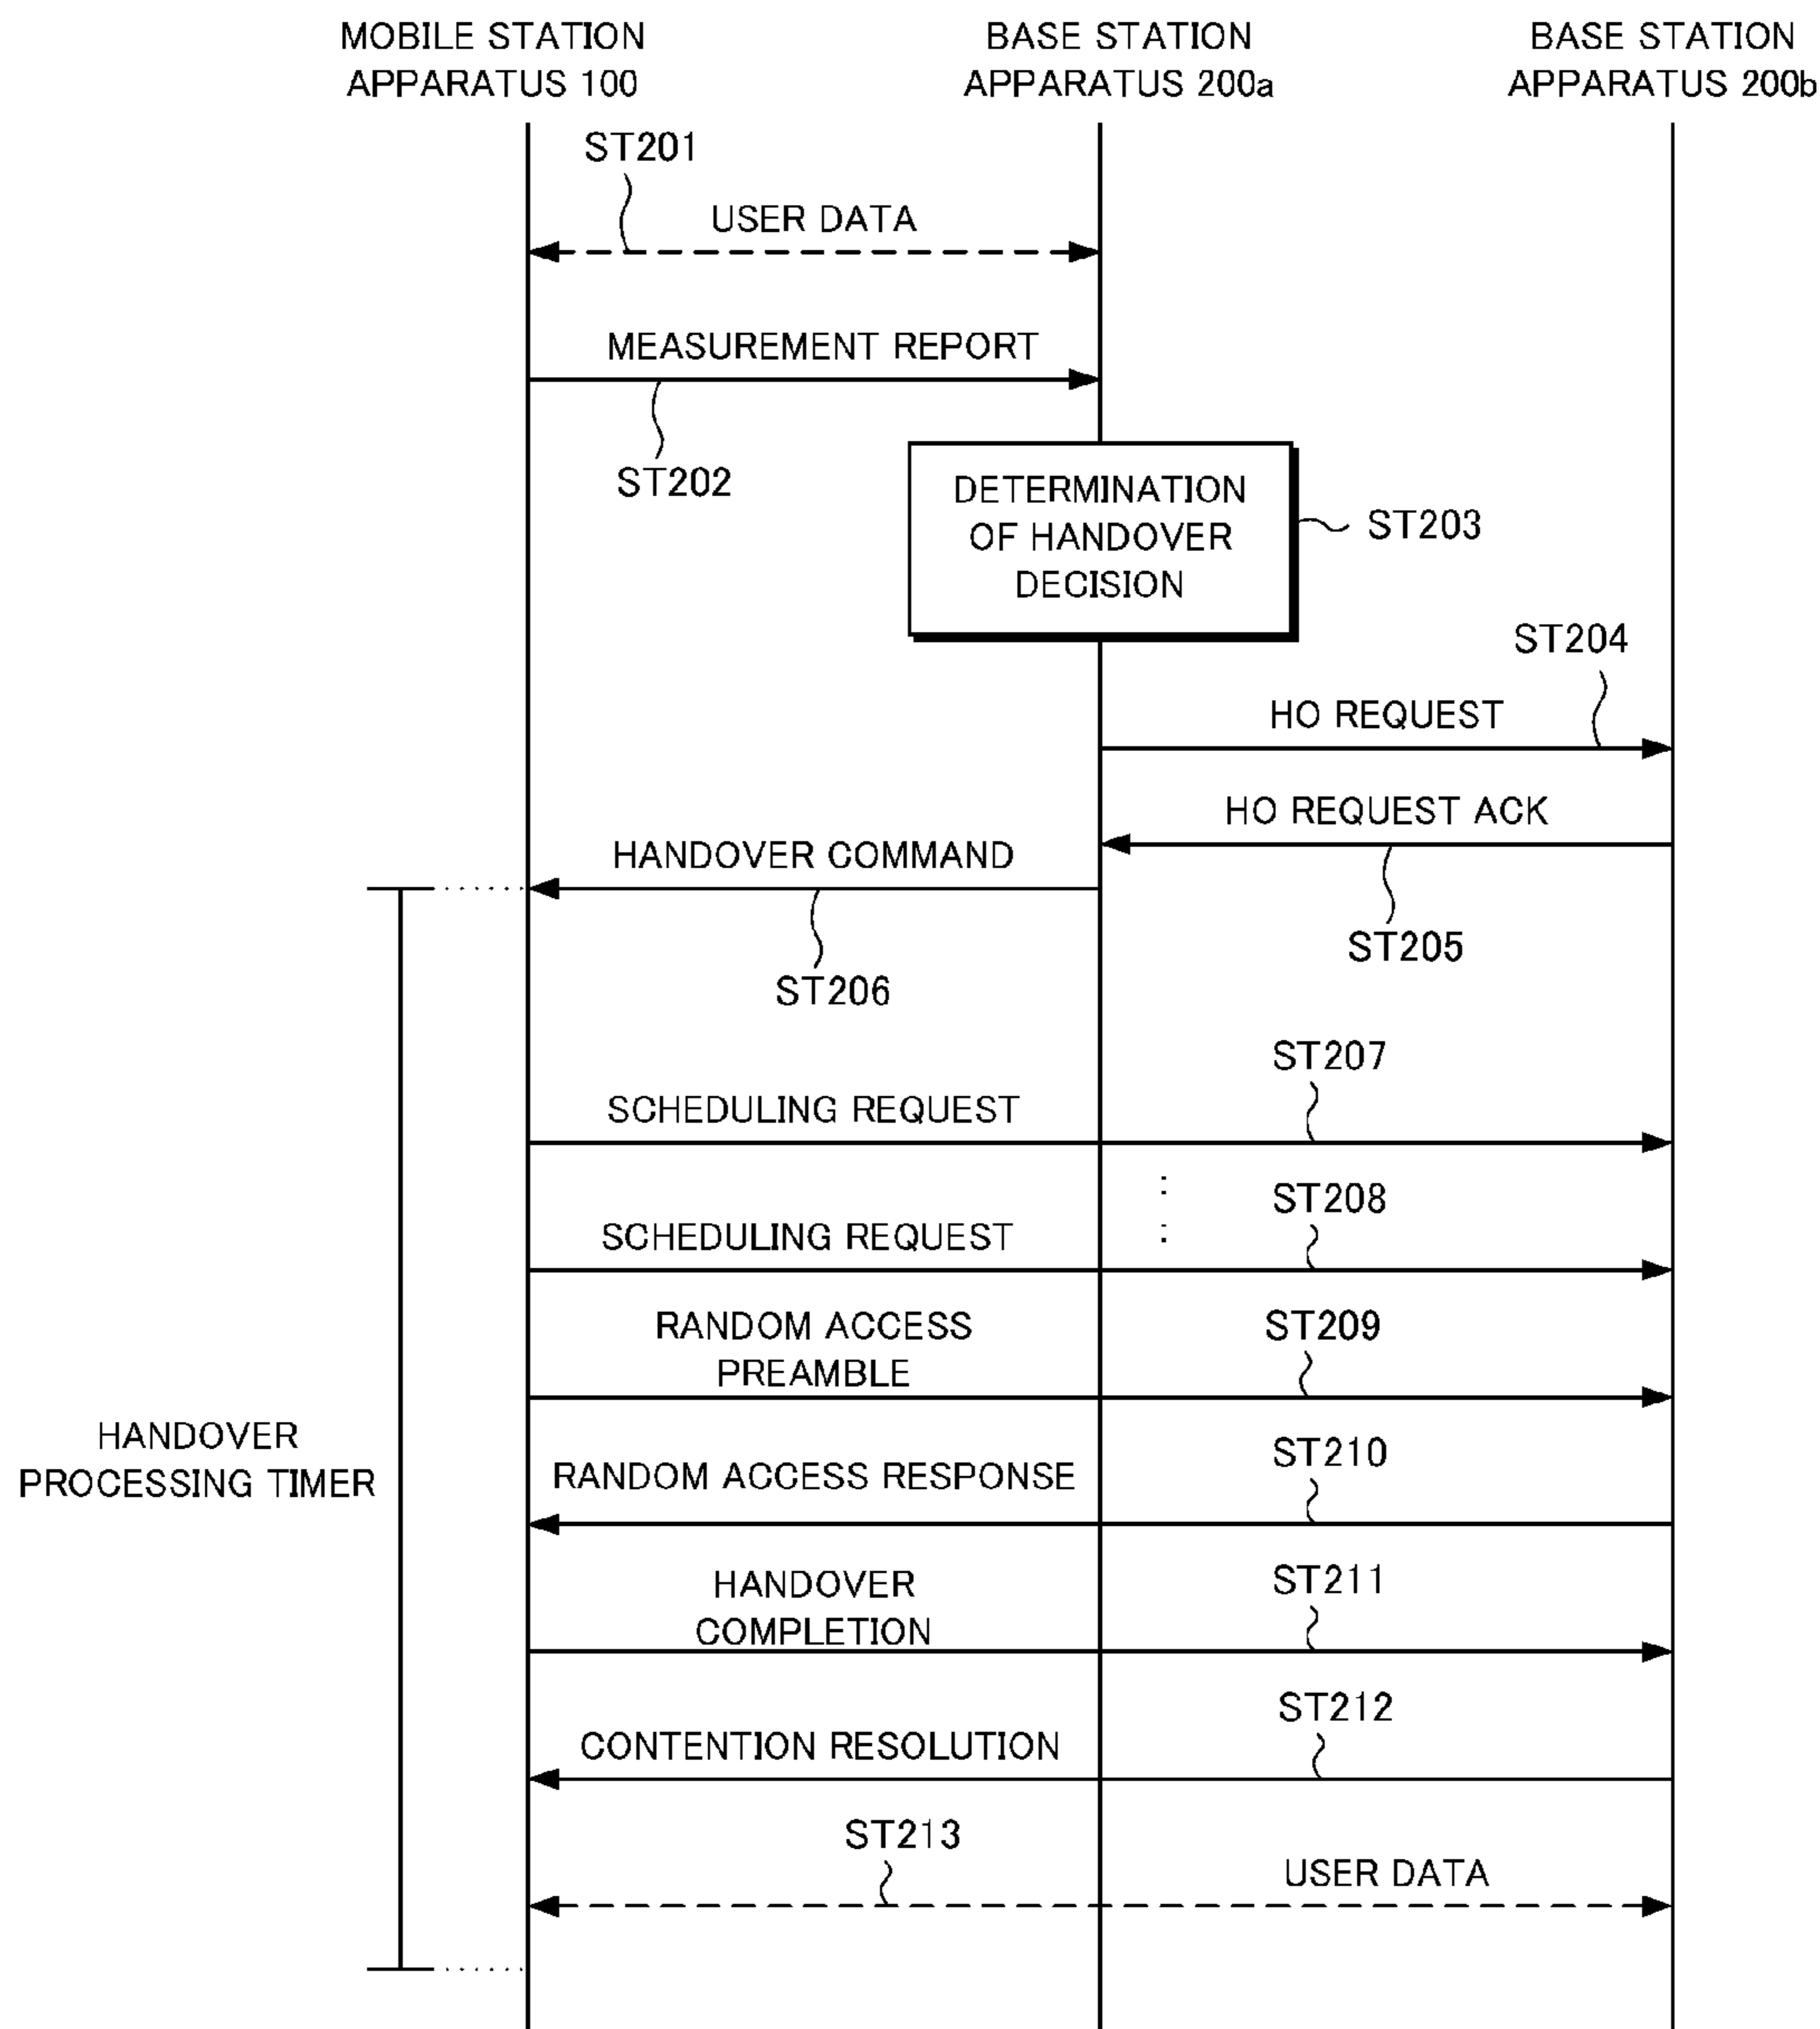 MOBILE STATION
APPARATUS 100
BASE STATION
APPARATUS 200a
BASE STATION
APPARATUS 200b
ST201
USER DATA
MEASUREMENT REPORT
ST202
DETERMINATION
OF HANDOVER
DECISION
ST203
ST204
HO REQUEST
HO REQUEST ACK
ST205
HANDOVER COMMAND
ST206
ST207
SCHEDULING REQUEST
ST208
SCHEDULING REQUEST
RANDOM ACCESS
PREAMBLE
ST209
HANDOVER
PROCESSING TIMER
ST210
RANDOM ACCESS RESPONSE
HANDOVER
COMPLETION
ST211
ST212
CONTENTION RESOLUTION
ST213
USER DATA